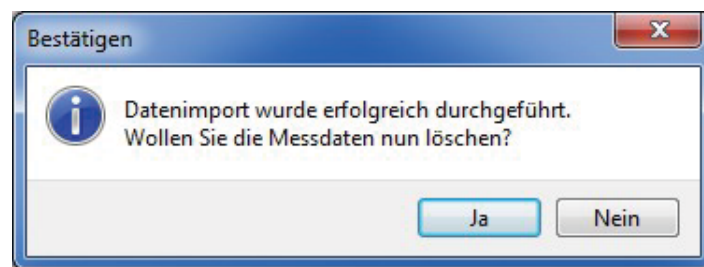 Bestätigen
Datenimport wurde erfolgreich durchgeführt.
Wollen Sie die Messdaten nun löschen?
Ja
Nein